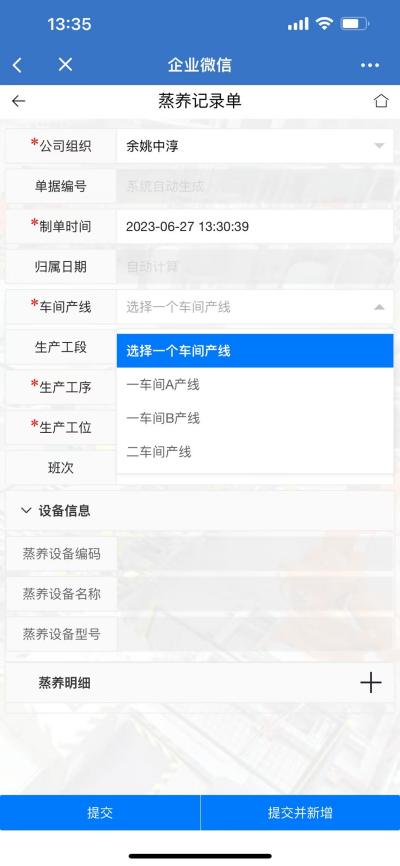 13:35
企业微信
蒸养记录单
*公司组织 余姚中淳
单据编号 系统自动生成
*制单时间 2023-06-27 13:30:39
归属日期 自动计算
*车间产线 选择一个车间产线
生产工段 选择一个车间产线
*生产工序 一车间A产线
*生产工位 一车间B产线
班次 二车间产线
设备信息
蒸养设备编码
蒸养设备名称
蒸养设备型号
蒸养明细
提交 提交并新增